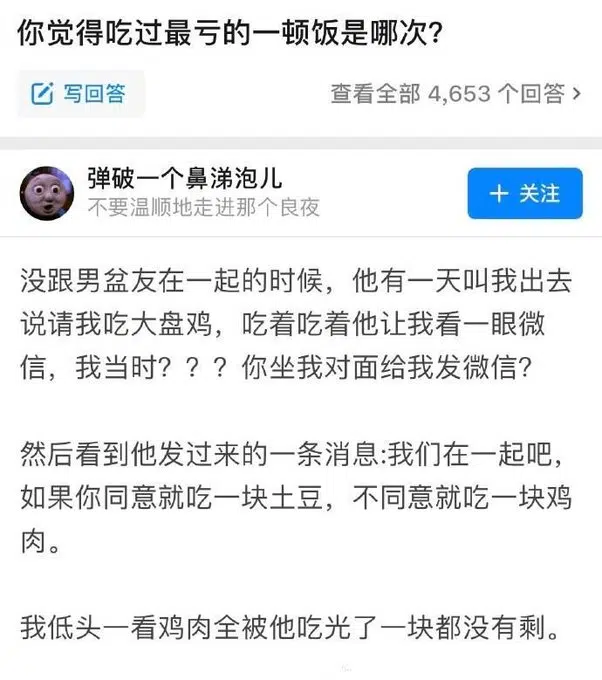 你觉得吃过最亏的一顿饭是哪次?
写回答
查看全部 4,653 个回答
弹破一个鼻涕泡儿
不要温顺地走进那个良夜
+ 关注
没跟男盆友在一起的时候，他有一天叫我出去
说请我吃大盘鸡，吃着吃着他让我看一眼微
信，我当时？？？你坐我对面给我发微信？
然后看到他发过来的一条消息:我们在一起吧，
如果你同意就吃一块土豆，不同意就吃一块鸡
肉。
我低头一看鸡肉全被他吃光了一块都没有剩。